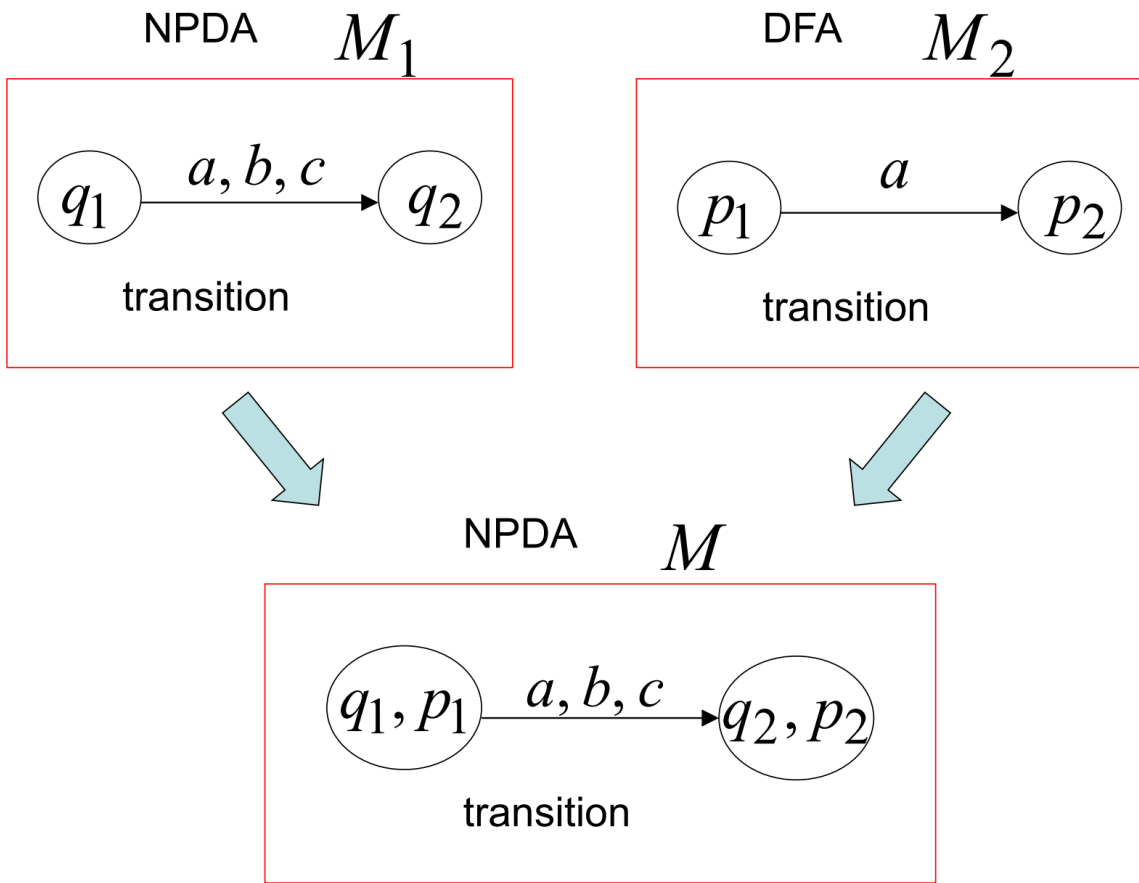 NPDA M₁
DFA M₂
q₁ a, b, c q₂
p₁ a p₂
transition
transition
NPDA M
q₁, p₁ a, b, c q₂, p₂
transition